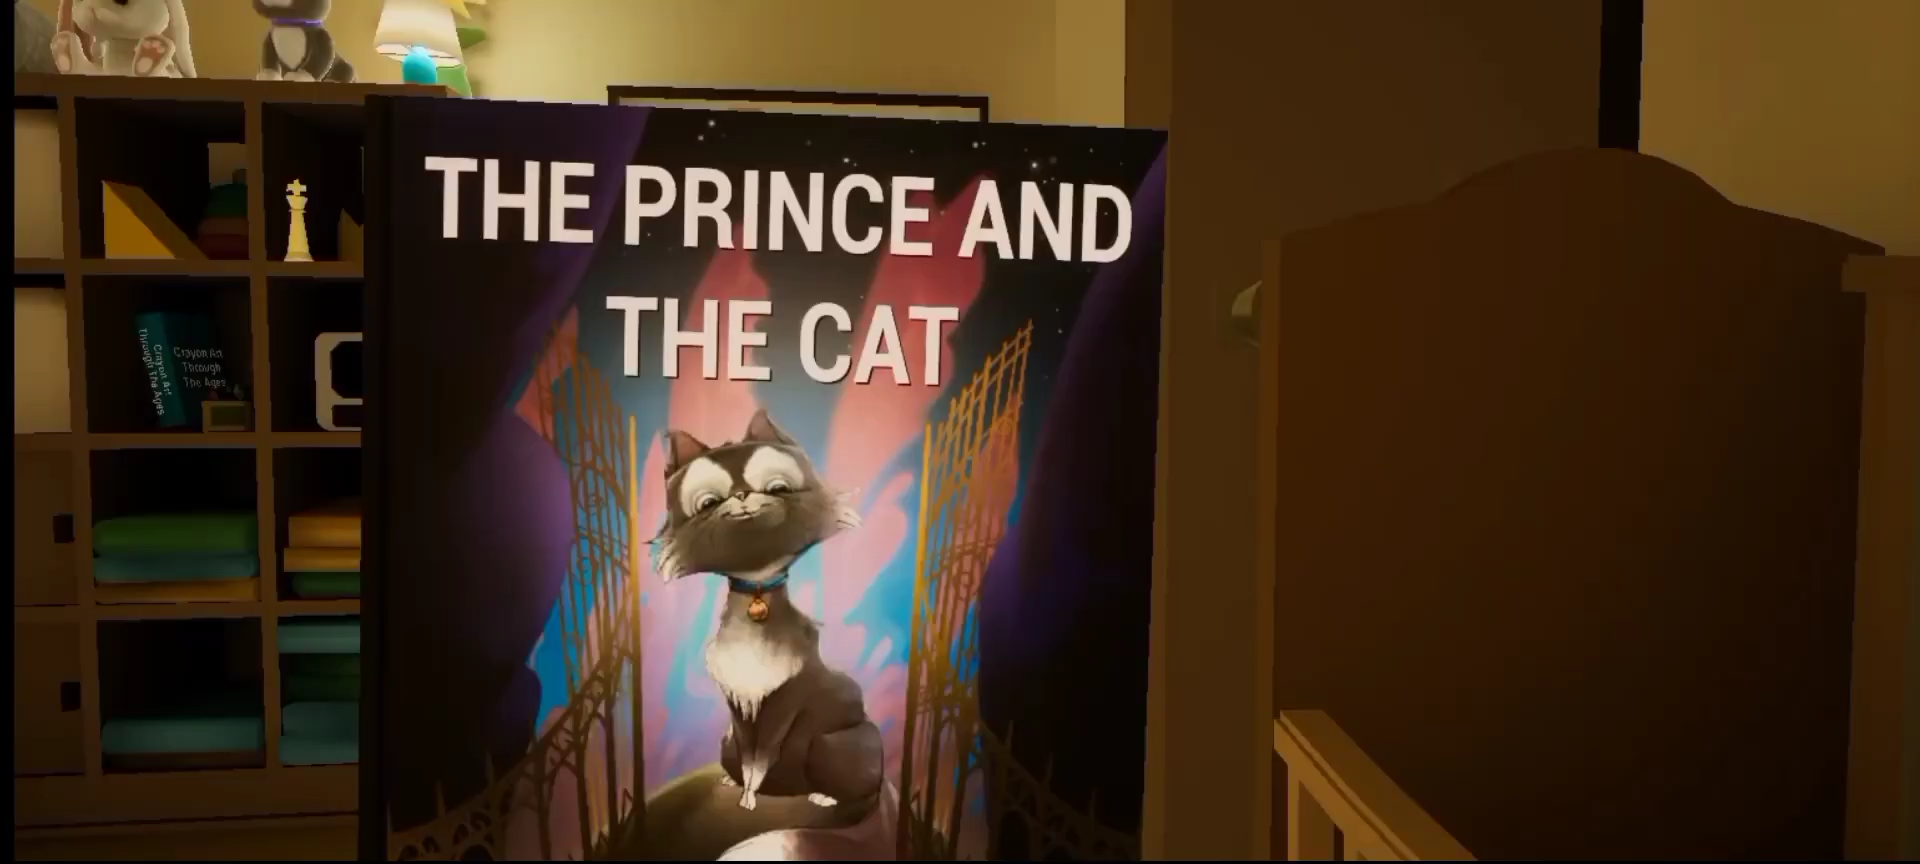 THE PRINCE AND
THE CAT
Crayon Art
Through The Ages
Crayon Art
Through
The Ages